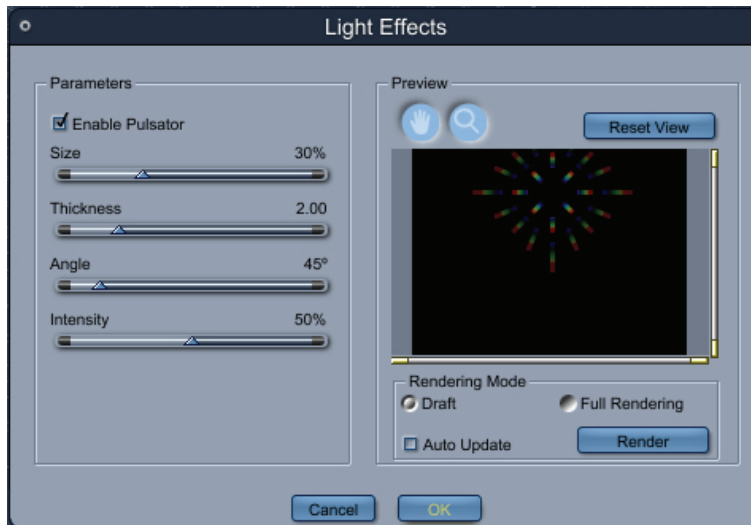 Light Effects
Parameters
Enable Pulsator
Size 30%
Thickness 2.00
Angle 45º
Intensity 50%
Preview
Reset View
Rendering Mode
Draft Full Rendering
Auto Update Render
Cancel OK